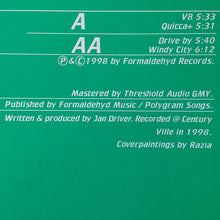 A V8 5:33
Quicca+ 5:31
AA Drive by 5:40
Windy City 6:12
Ⓟ&©1998 by Formaldehyd Records.
Mastered by Threshold Audio GMY.
Published by Formaldehyd Music / Polygram Songs.
Written & produced by Jan Driver. Recorded @ Century
Ville in 1998.
Coverpaintings by Razia